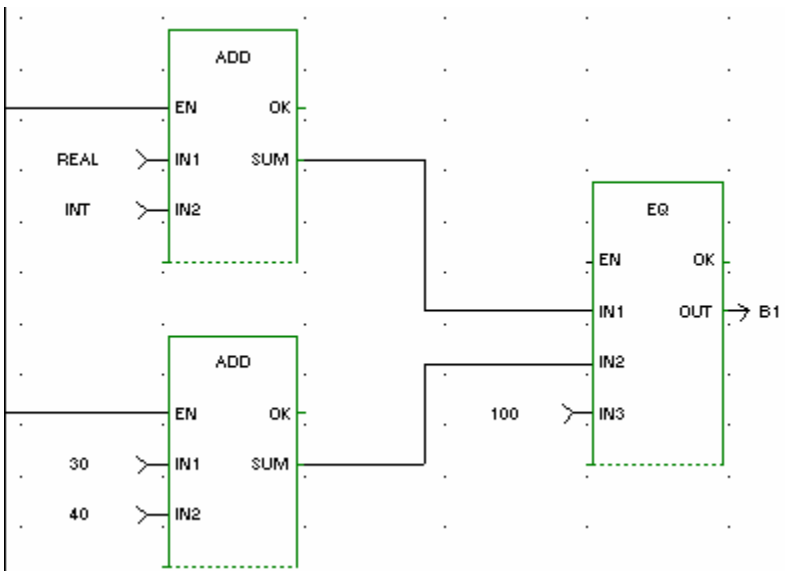 ADD
EN OK
REAL IN1 SUM
INT IN2
EQ
EN OK
IN1 OUT B1
IN2
100 IN3
ADD
EN OK
30 IN1 SUM
40 IN2